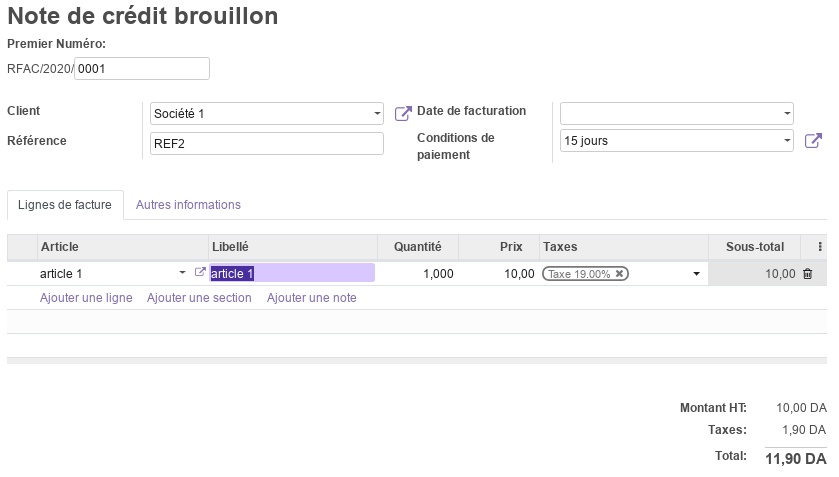 Note de crédit brouillon
Premier Numéro:
RFAC/2020/ 0001
Client Société 1 Date de facturation
Référence REF2 Conditions de paiement 15 jours
Lignes de facture Autres informations
Article Libellé Quantité Prix Taxes Sous-total
article 1 article 1 1,000 10,00 Taxe 19.00% 10,00
Ajouter une ligne Ajouter une section Ajouter une note
Montant HT: 10,00 DA
Taxes: 1,90 DA
Total: 11,90 DA